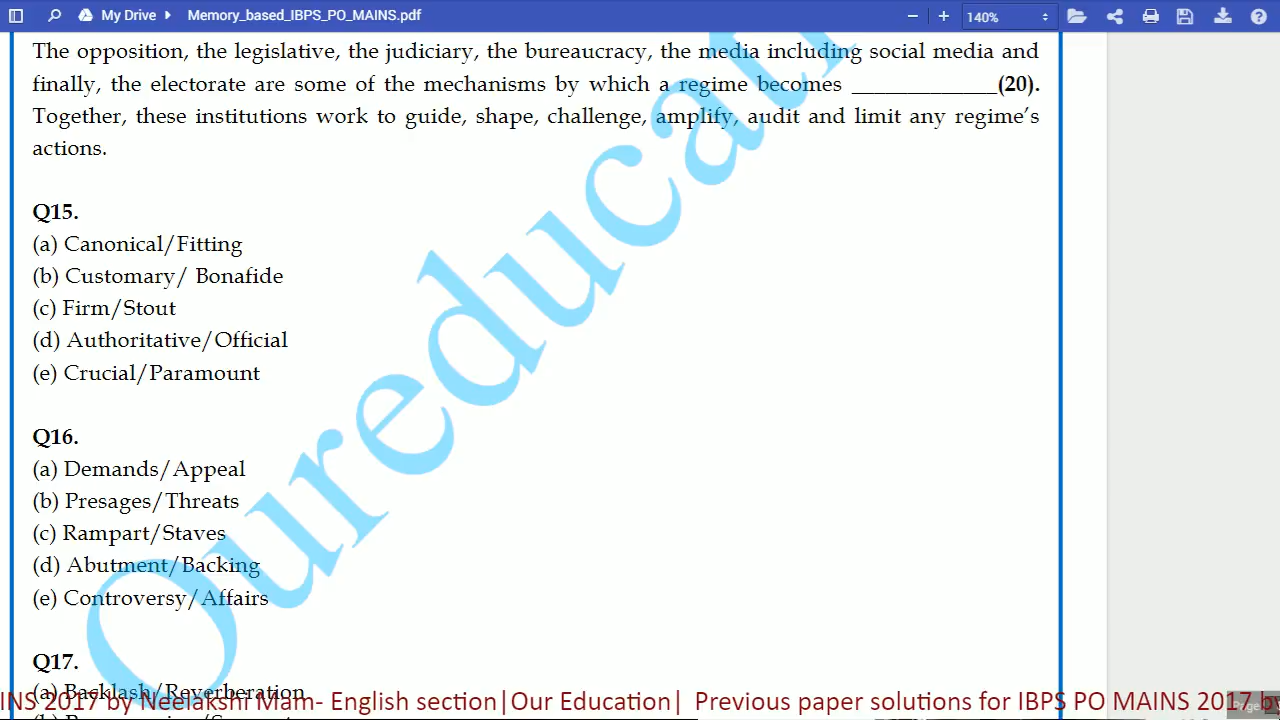 My Drive Memory_based_IBPS_PO_MAINS.pdf 140%
The opposition, the legislative, the judiciary, the bureaucracy, the media including social media and
finally, the electorate are some of the mechanisms by which a regime becomes _____________(20).
Together, these institutions work to guide, shape, challenge, amplify, audit and limit any regime's
actions.
Q15.
(a) Canonical/Fitting
(b) Customary/ Bonafide
(c) Firm/Stout
(d) Authoritative/Official
(e) Crucial/Paramount
Q16.
(a) Demands/Appeal
(b) Presages/Threats
(c) Rampart/Staves
(d) Abutment/Backing
(e) Controversy/Affairs
Q17.
(a) Backlash/Reverberation
INS 2017 by Neelakshi Mam- English section|Our Education| Previous paper solutions for IBPS PO MAINS 2017 by
Page
Oureducati